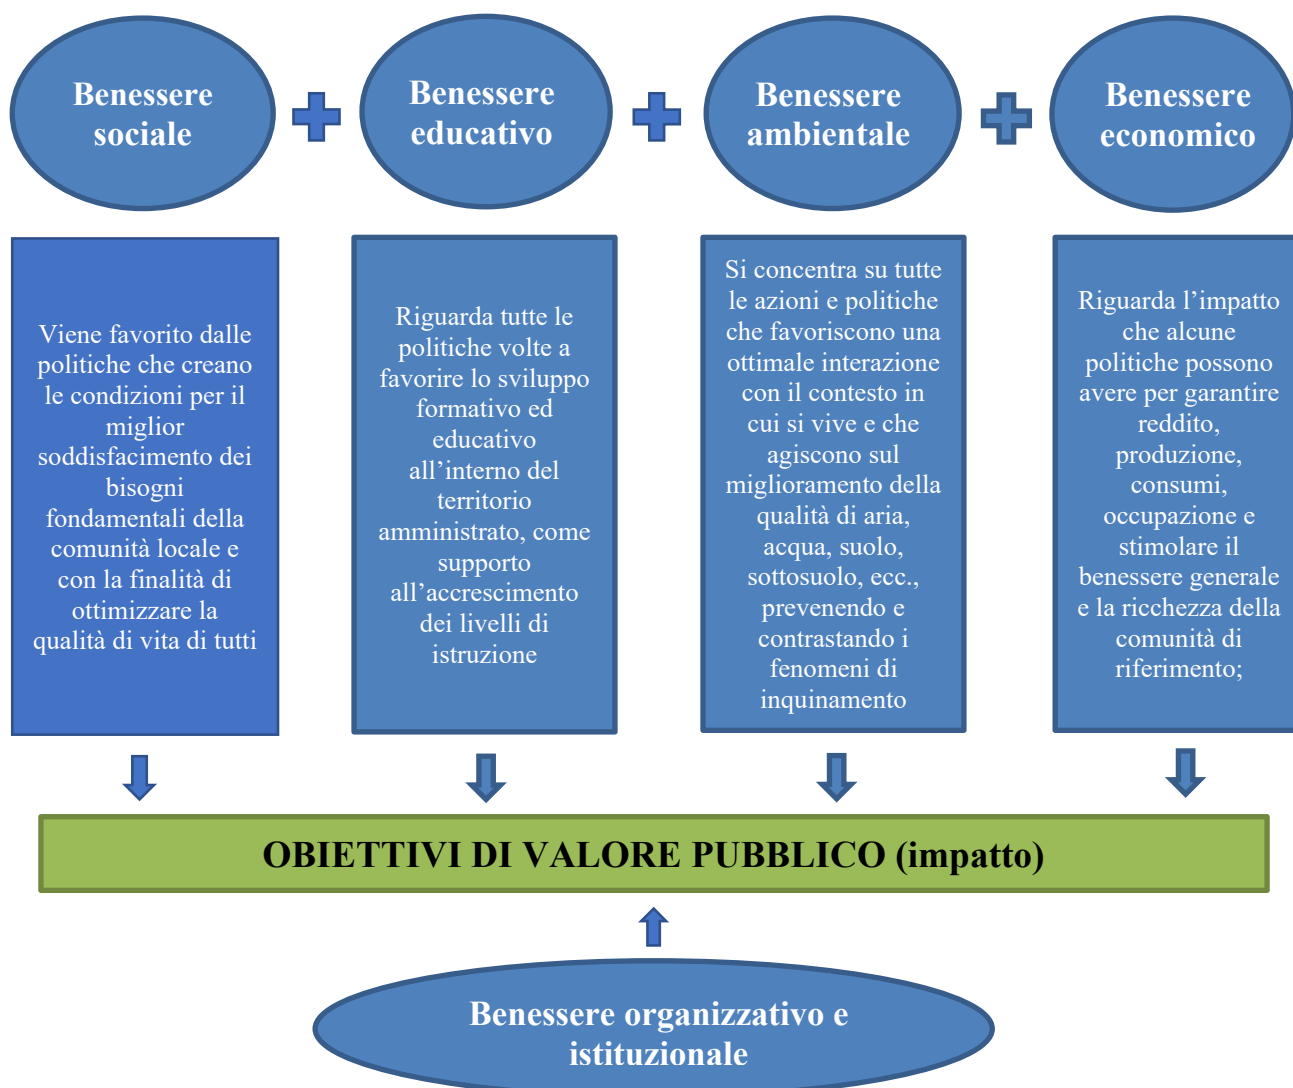 Benessere
sociale
Benessere
educativo
Benessere
ambientale
Benessere
economico
Viene favorito dalle
politiche che creano
le condizioni per il
miglior
soddisfacimento dei
bisogni
fondamentali della
comunità locale e
con la finalità di
ottimizzare la
qualità di vita di tutti
Riguarda tutte le
politiche volte a
favorire lo sviluppo
formativo ed
educativo
all’interno del
territorio
amministrato, come
supporto
all’accrescimento
dei livelli di
istruzione
Si concentra su tutte
le azioni e politiche
che favoriscono una
ottimale interazione
con il contesto in
cui si vive e che
agiscono sul
miglioramento della
qualità di aria,
acqua, suolo,
sottosuolo, ecc.,
prevenendo e
contrastando i
fenomeni di
inquinamento
Riguarda l’impatto
che alcune
politiche possono
avere per garantire
reddito,
produzione,
consumi,
occupazione e
stimolare il
benessere generale
e la ricchezza della
comunità di
riferimento;
OBIETTIVI DI VALORE PUBBLICO (impatto)
Benessere organizzativo e
istituzionale